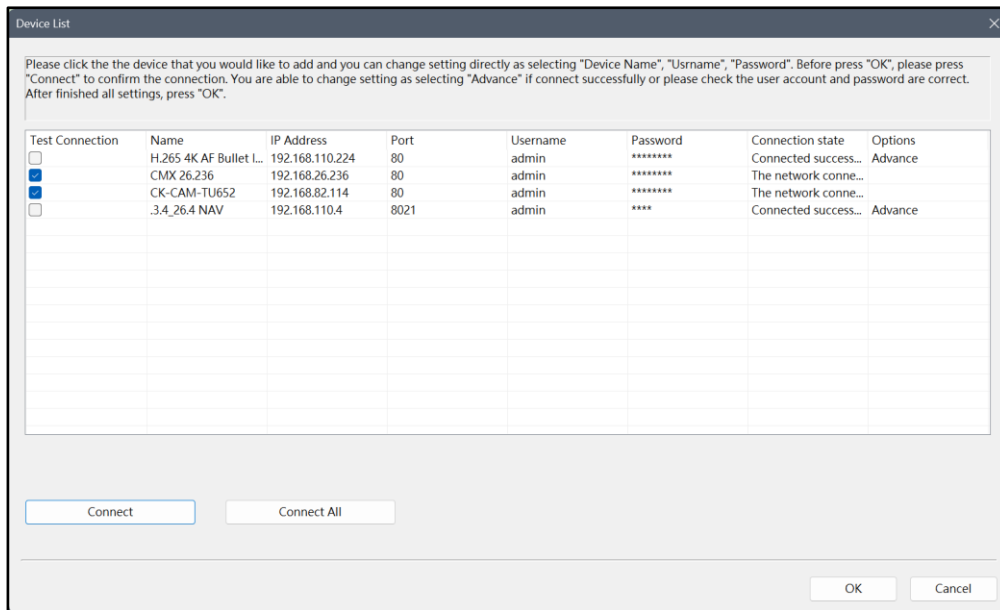 Device List
Please click the the device that you would like to add and you can change setting directly as selecting "Device Name", "Usrname", "Password". Before press "OK", please press
"Connect" to confirm the connection. You are able to change setting as selecting "Advance" if connect successfully or please check the user account and password are correct.
After finished all settings, press "OK".
Test Connection Name IP Address Port Username Password Connection state Options
H.265 4K AF Bullet I... 192.168.110.224 80 admin ******** Connected success... Advance
CMX 26.236 192.168.26.236 80 admin ******** The network conne...
CK-CAM-TU652 192.168.82.114 80 admin ******** The network conne...
.3.4_26.4 NAV 192.168.110.4 8021 admin **** Connected success... Advance
Connect Connect All
OK Cancel